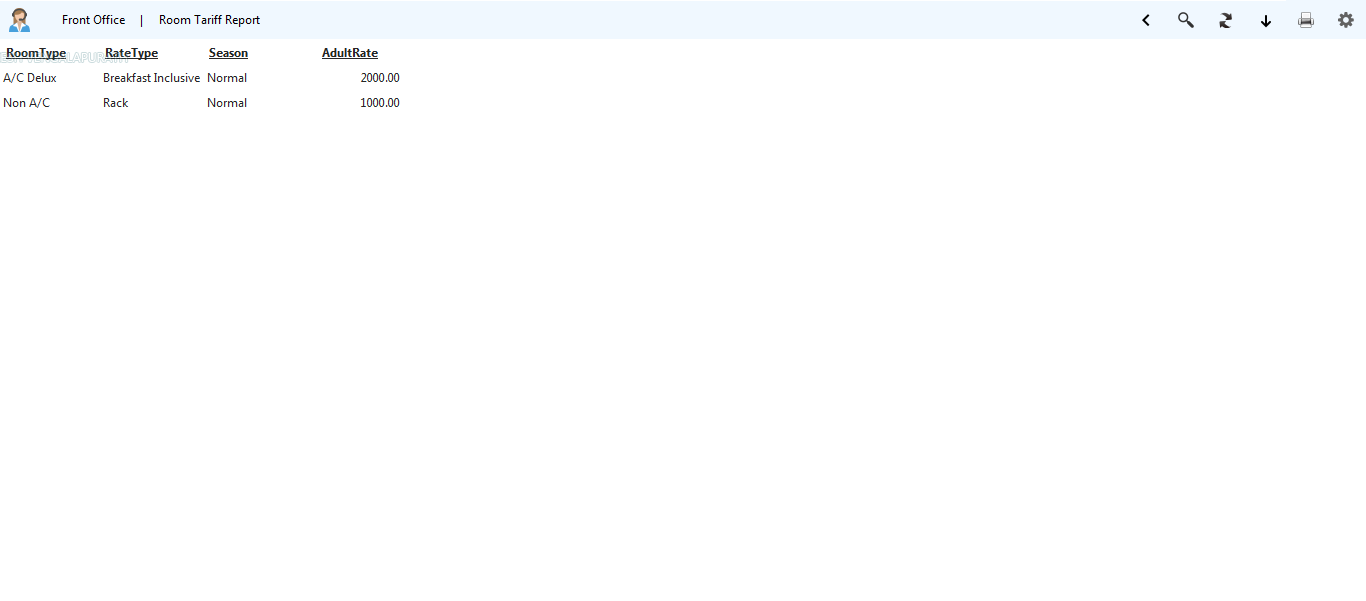 Front Office | Room Tariff Report
RoomType RateType Season AdultRate
A/C Delux Breakfast Inclusive Normal 2000.00
Non A/C Rack Normal 1000.00